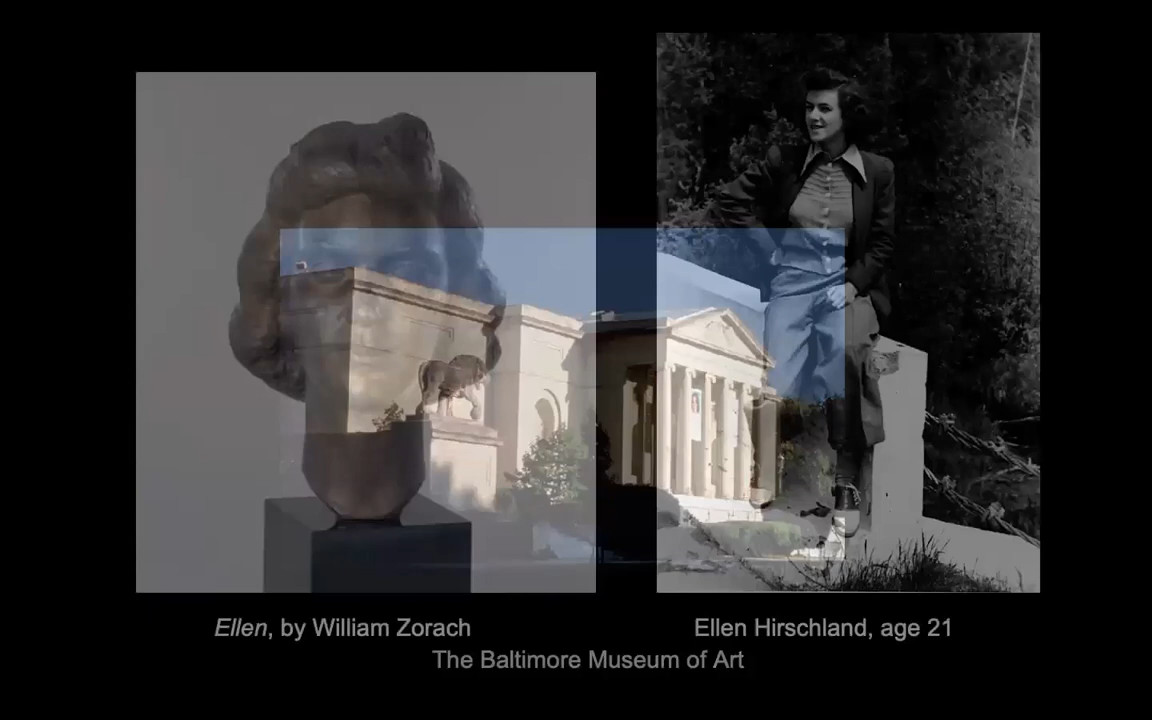 Ellen, by William Zorach
Ellen Hirschland, age 21
The Baltimore Museum of Art